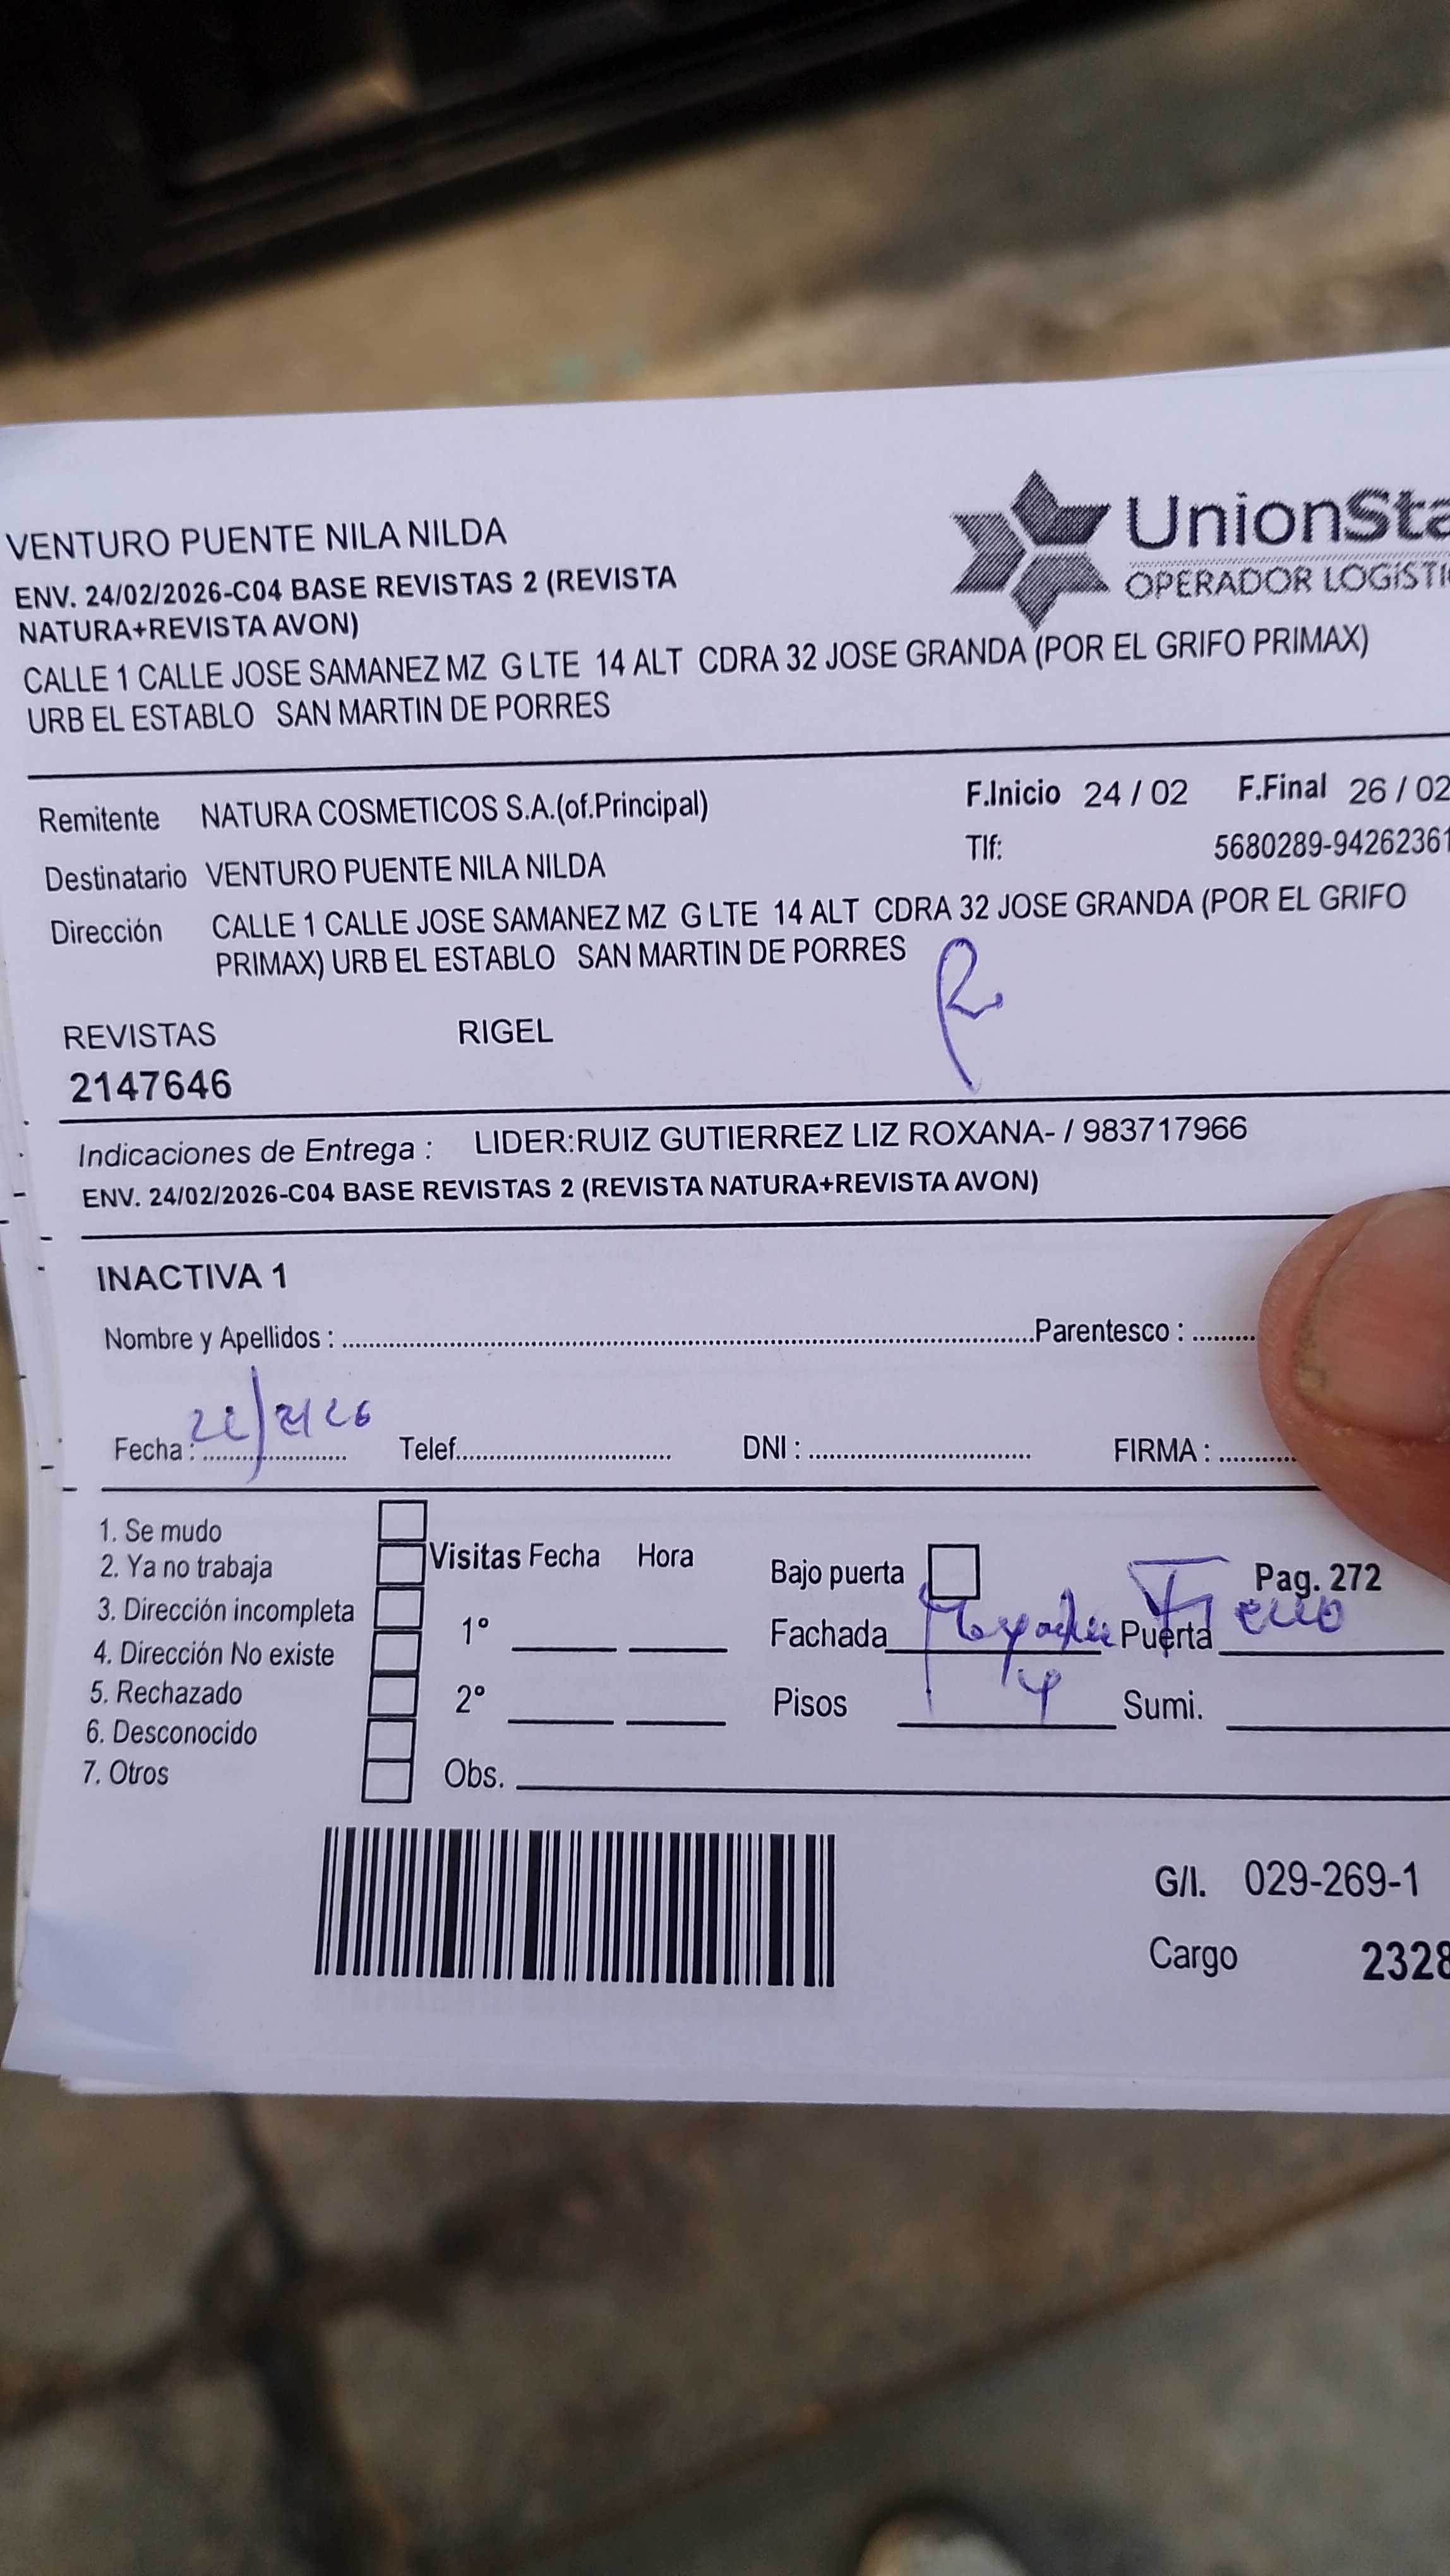 VENTURO PUENTE NILA NILDA
ENV. 24/02/2026-C04 BASE REVISTAS 2 (REVISTA
NATURA+REVISTA AVON)
CALLE 1 CALLE JOSE SAMANEZ MZ G LTE 14 ALT CDRA 32 JOSE GRANDA (POR EL GRIFO PRIMAX)
URB EL ESTABLO SAN MARTIN DE PORRES
UnionSta
OPERADOR LOGÍSTI
Remitente NATURA COSMETICOS S.A.(of.Principal)
F.Inicio 24 / 02 F.Final 26 / 02
Destinatario VENTURO PUENTE NILA NILDA
Tlf: 5680289-94262361
Dirección CALLE 1 CALLE JOSE SAMANEZ MZ G LTE 14 ALT CDRA 32 JOSE GRANDA (POR EL GRIFO
PRIMAX) URB EL ESTABLO SAN MARTIN DE PORRES
REVISTAS RIGEL
2147646
Indicaciones de Entrega : LIDER:RUIZ GUTIERREZ LIZ ROXANA- / 983717966
ENV. 24/02/2026-C04 BASE REVISTAS 2 (REVISTA NATURA+REVISTA AVON)
INACTIVA 1
Nombre y Apellidos : Parentesco :
Fecha : Telef. DNI : FIRMA :
1. Se mudo
2. Ya no trabaja
3. Dirección incompleta
4. Dirección No existe
5. Rechazado
6. Desconocido
7. Otros
Visitas Fecha Hora
1°
2°
Obs.
Bajo puerta Pag. 272
Fachada Puerta
Pisos 4 Sumi.
G/I. 029-269-1
Cargo 2328